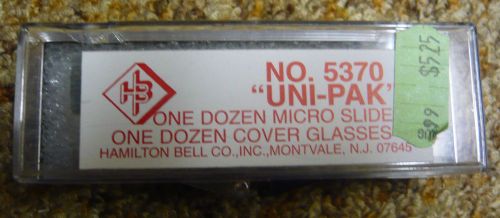 HB
NO. 5370
"UNI-PAK"
ONE DOZEN MICRO SLIDE
ONE DOZEN COVER GLASSES
HAMILTON BELL CO.,INC.,MONTVALE, N.J. 07645
$5.25